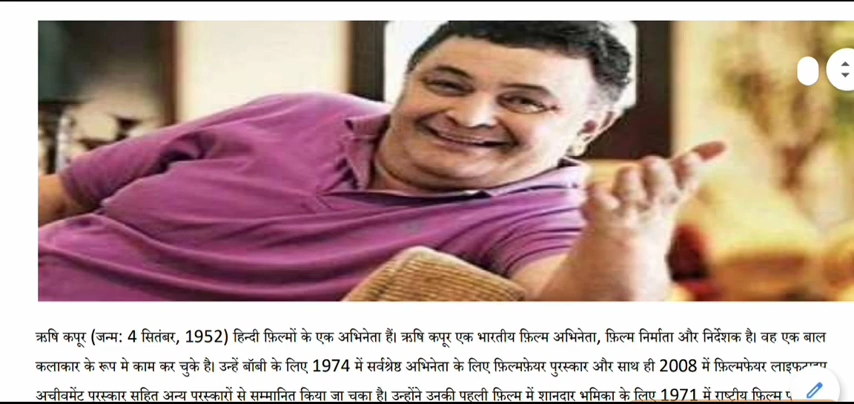 ऋषि कपूर (जन्म: 4 सितंबर, 1952) हिन्दी फ़िल्मों के एक अभिनेता हैं। ऋषि कपूर एक भारतीय फ़िल्म अभिनेता, फ़िल्म निर्माता और निर्देशक है। वह एक बाल
कलाकार के रूप मे काम कर चुके है। उन्हें बॉबी के लिए 1974 में सर्वश्रेष्ठ अभिनेता के लिए फ़िल्मफ़ेयर पुरस्कार और साथ ही 2008 में फ़िल्मफेयर
अचीवमेंट पुरस्कार सहित अन्य पुरस्कारों से सम्मानित किया जा चुका है। उन्होंने उनकी पहली फ़िल्म में शानदार भूमिका के लिए 1971 में राष्ट्रीय फ़िल्म